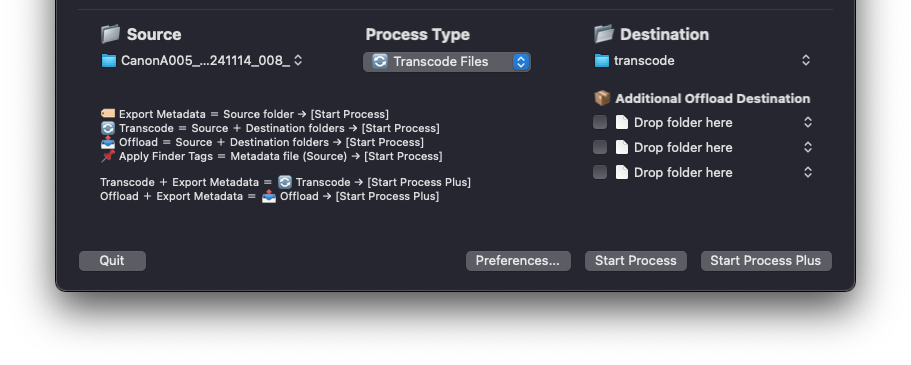 Source
Process Type
Destination
CanonA005_...241114_008_
Transcode Files
transcode
Additional Offload Destination
Drop folder here
Drop folder here
Drop folder here
Export Metadata = Source folder → [Start Process]
Transcode = Source + Destination folders → [Start Process]
Offload = Source + Destination folders → [Start Process]
Apply Finder Tags = Metadata file (Source) → [Start Process]
Transcode + Export Metadata = Transcode → [Start Process Plus]
Offload + Export Metadata = Offload → [Start Process Plus]
Quit
Preferences...
Start Process
Start Process Plus